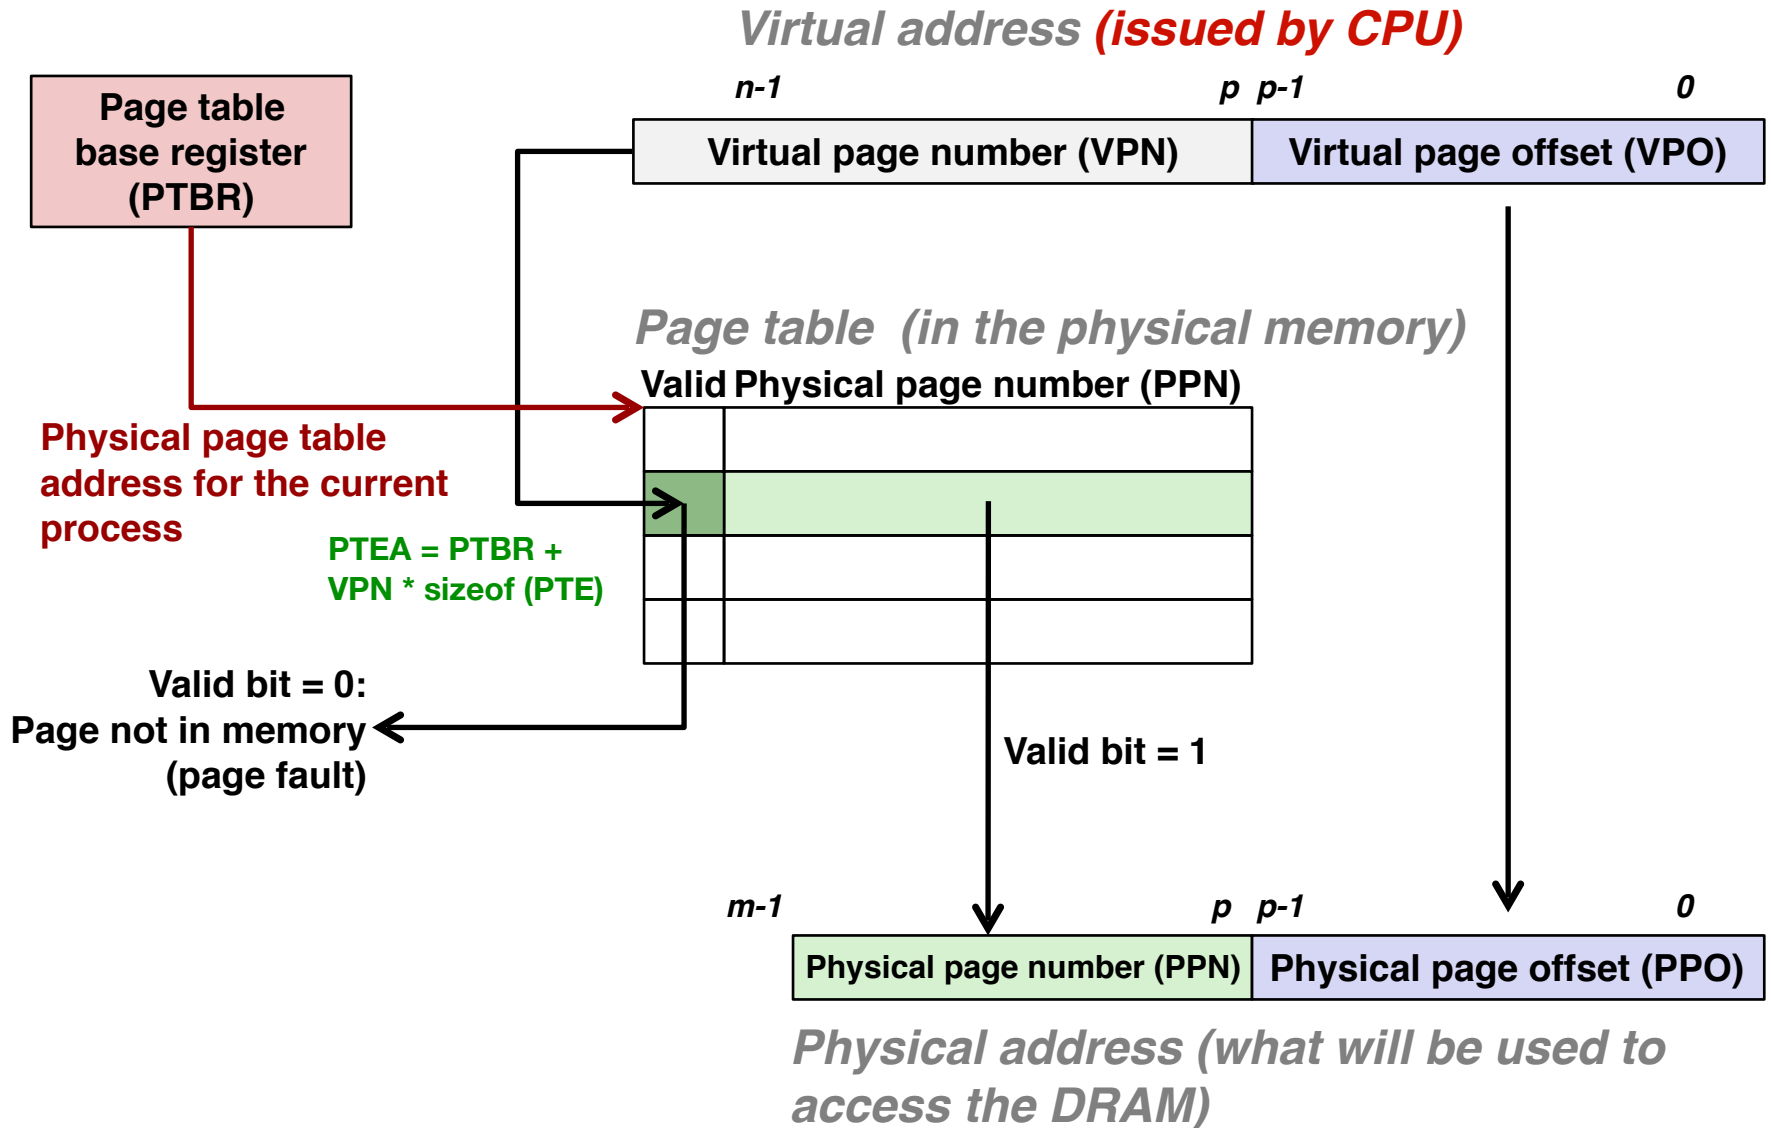 Virtual address (issued by CPU)
n-1 p p-1 0
Page table
base register
(PTBR)
Virtual page number (VPN) Virtual page offset (VPO)
Page table (in the physical memory)
Valid Physical page number (PPN)
Physical page table
address for the current
process
PTEA = PTBR +
VPN * sizeof (PTE)
Valid bit = 0:
Page not in memory
(page fault)
Valid bit = 1
m-1 p p-1 0
Physical page number (PPN) Physical page offset (PPO)
Physical address (what will be used to
access the DRAM)